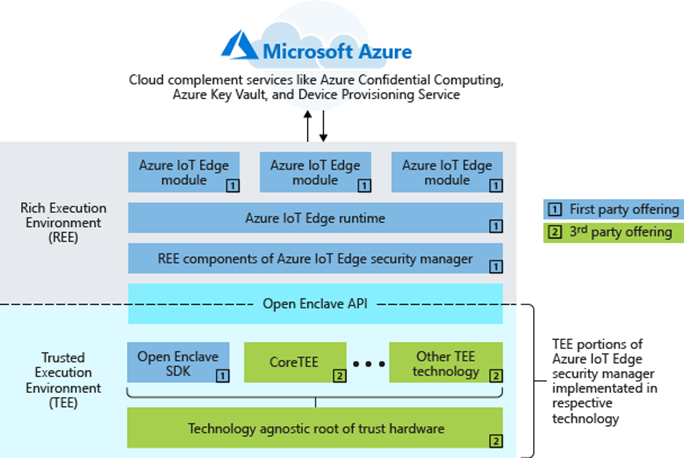 Microsoft Azure
Cloud complement services like Azure Confidential Computing,
Azure Key Vault, and Device Provisioning Service
Rich Execution
Environment
(REE)
Azure IoT Edge
module
1
Azure IoT Edge
module
1
Azure IoT Edge
module
1
Azure IoT Edge runtime
1
REE components of Azure IoT Edge security manager
1
1 First party offering
2 3rd party offering
Open Enclave API
Trusted
Execution
Environment
(TEE)
Open Enclave
SDK
1
CoreTEE
2
Other TEE
technology
2
Technology agnostic root of trust hardware
2
TEE portions of
Azure IoT Edge
security manager
implementated in
respective
technology